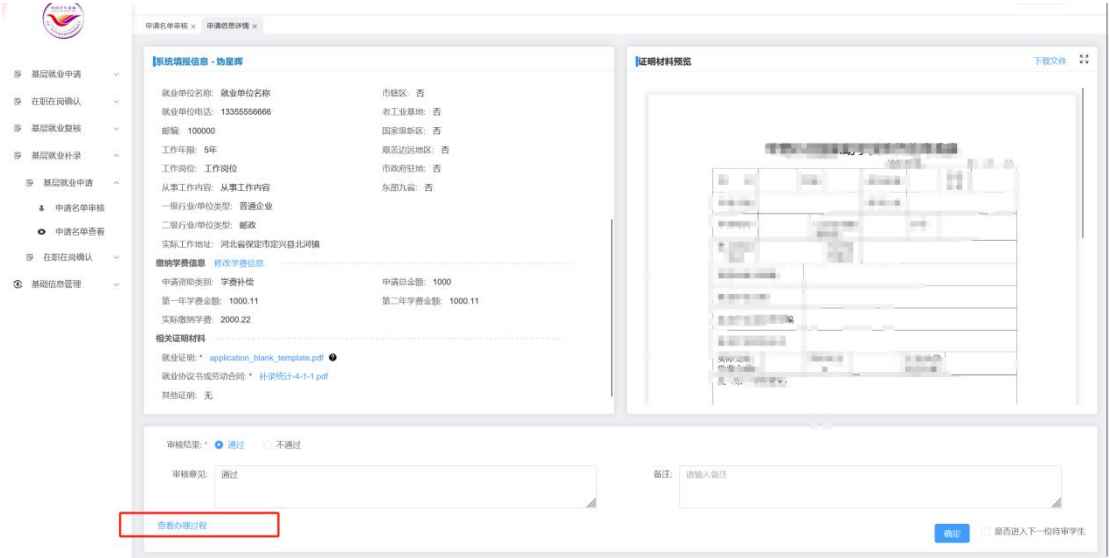 申请名单审核 × 申请信息详情 ×
基层就业申请
在职在岗确认
基层就业复核
基层就业补录
基层就业申请
申请名单审核
申请名单查看
在职在岗确认
基础信息管理
系统填报信息 - 妫星晖
就业单位名称: 就业单位名称 市辖区: 否
就业单位电话: 13355556666 老工业基地: 否
邮编: 100000 国家级新区: 否
工作年限: 5年 艰苦边远地区: 否
工作岗位: 工作岗位 市政府驻地: 否
从事工作内容: 从事工作内容 东部九省: 否
一级行业/单位类型: 普通企业
二级行业/单位类型: 邮政
实际工作地址: 河北省保定市定兴县北河镇
缴纳学费信息 修改学费信息
申请资助类别: 学费补偿 申请总金额: 1000
第一年学费金额: 1000.11 第二年学费金额: 1000.11
实际缴纳学费: 2000.22
相关证明材料
就业证明: * application_blank_template.pdf
就业协议书或劳动合同: * 补录统计-4-1-1.pdf
其他证明: 无
证明材料预览 下载文件
审核结果: * 通过 不通过
审核意见: 通过
备注: 请输入备注
查看办理过程
确定 是否进入下一位待审学生